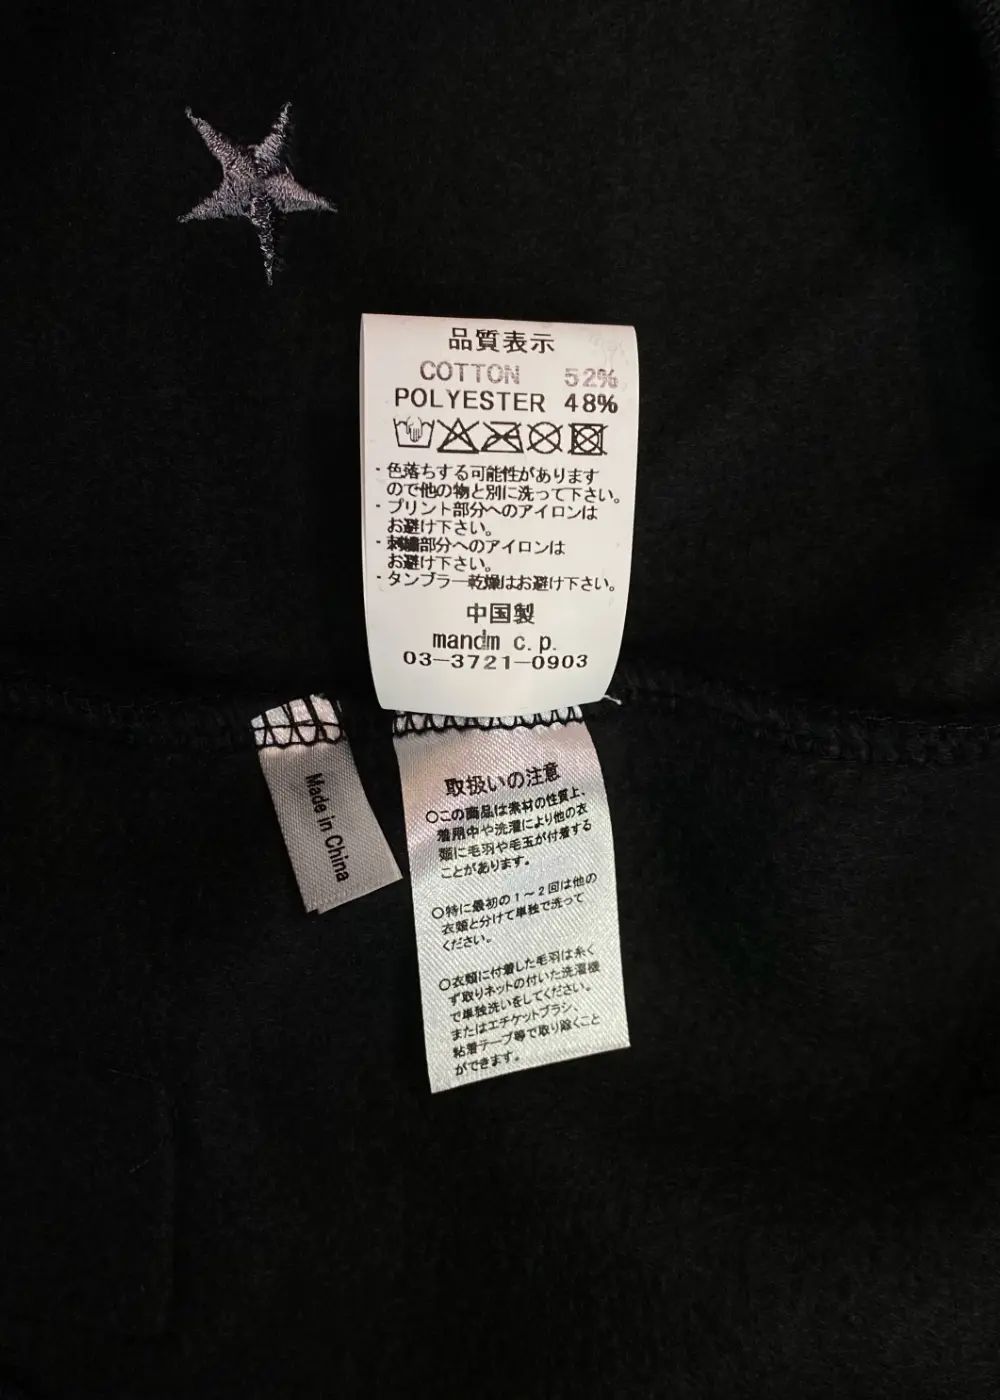 品質表示
COTTON 52%
POLYESTER 48%
・色落ちする可能性があります
ので他の物と別に洗って下さい。
・プリント部分へのアイロンは
お避け下さい。
・刺繍部分へのアイロンは
お避け下さい。
・タンブラー乾燥はお避け下さい。
中国製
mandm c.p.
03-3721-0903
Made in China
取扱いの注意
○この商品は素材の性質上、
着用中や洗濯により他の衣
類に毛羽や毛玉が付着する
ことがあります。
○特に最初の1~2回は他の
衣類と分けて単独で洗って
ください。
○衣類に付着した毛羽は糸く
ず取りネットの付いた洗濯機
で単独洗いをしてください。
またはエチケットブラシ、
粘着テープ等で取り除くこと
ができます。